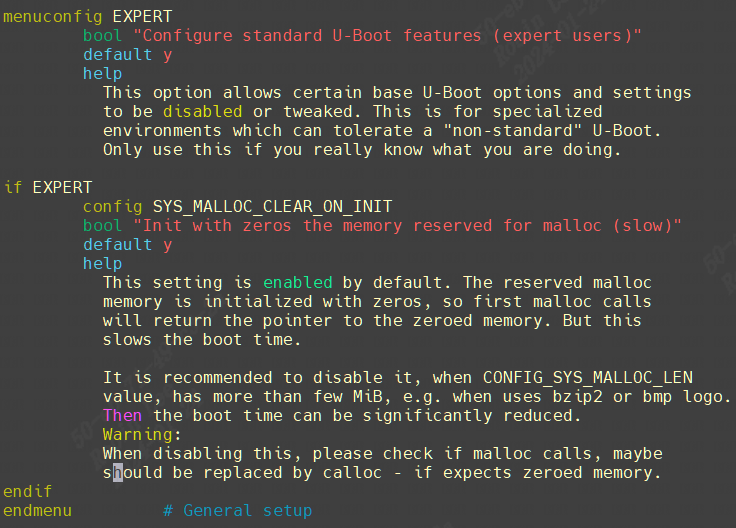 menuconfig EXPERT
bool "Configure standard U-Boot features (expert users)"
default y
help
This option allows certain base U-Boot options and settings
to be disabled or tweaked. This is for specialized
environments which can tolerate a "non-standard" U-Boot.
Only use this if you really know what you are doing.
if EXPERT
config SYS_MALLOC_CLEAR_ON_INIT
bool "Init with zeros the memory reserved for malloc (slow)"
default y
help
This setting is enabled by default. The reserved malloc
memory is initialized with zeros, so first malloc calls
will return the pointer to the zeroed memory. But this
slows the boot time.
It is recommended to disable it, when CONFIG_SYS_MALLOC_LEN
value, has more than few MiB, e.g. when uses bzip2 or bmp logo.
Then the boot time can be significantly reduced.
Warning:
When disabling this, please check if malloc calls, maybe
should be replaced by calloc - if expects zeroed memory.
endif
endmenu # General setup